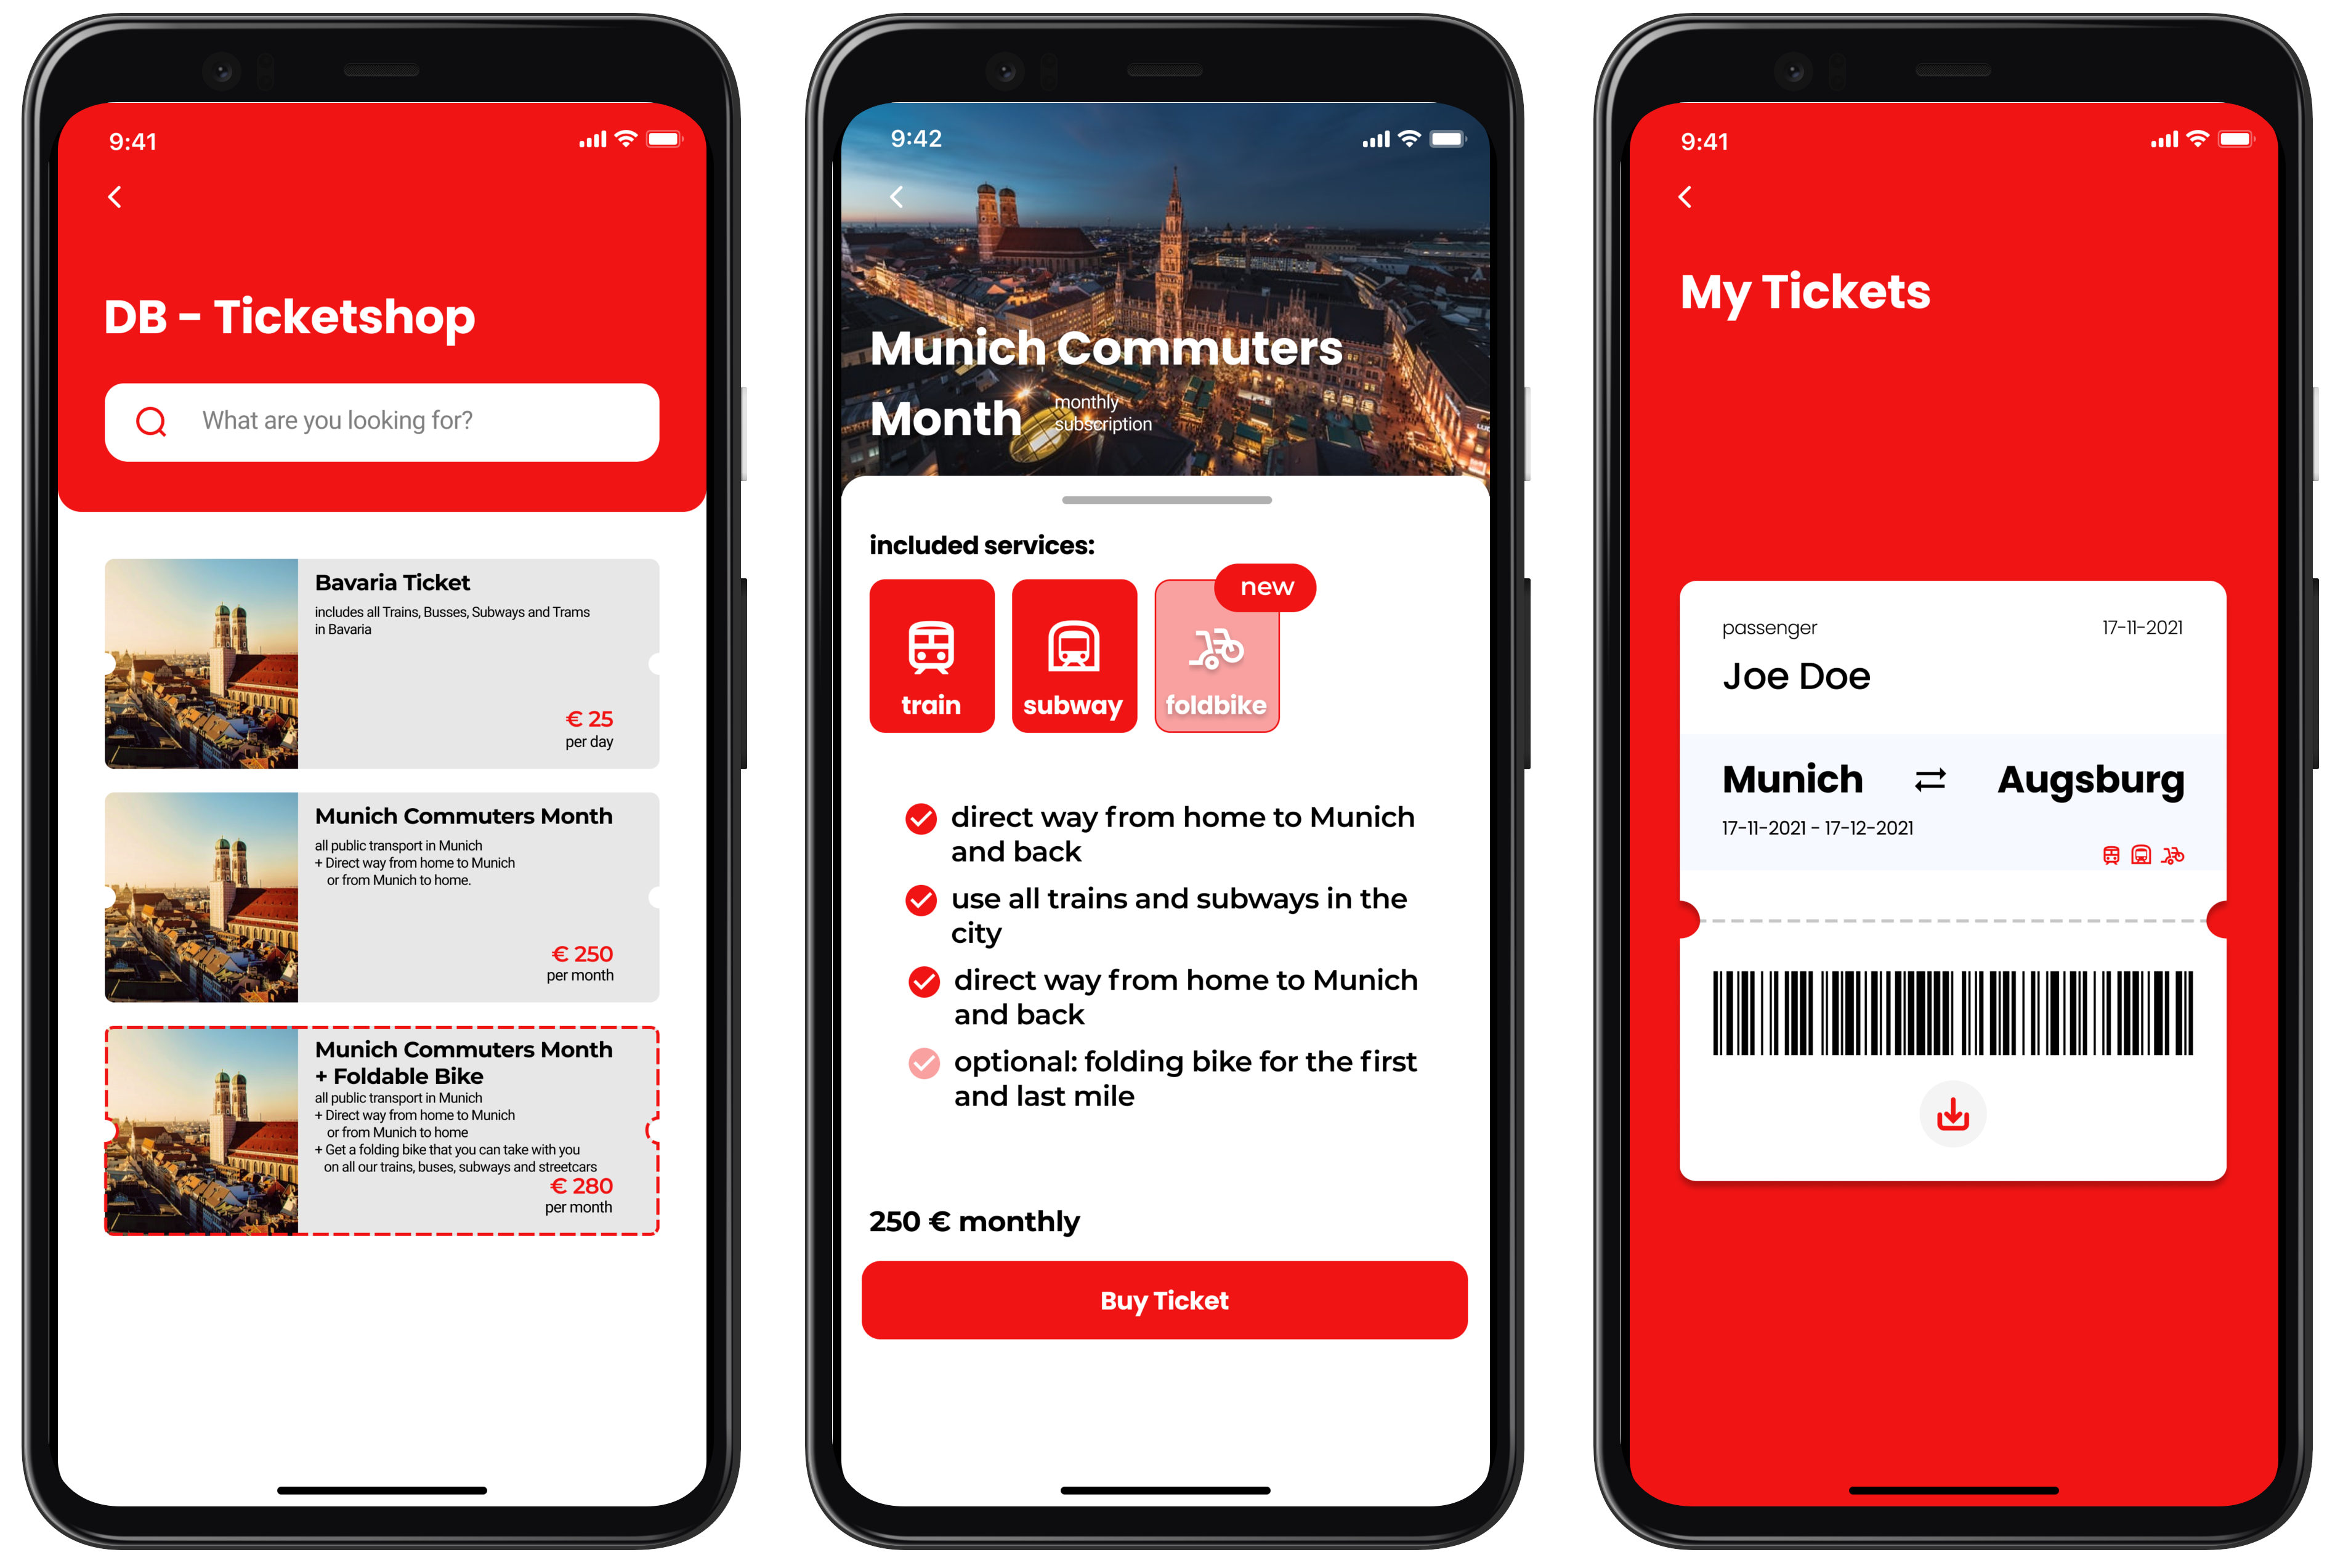 9:41
DB - Ticketshop
What are you looking for?
Bavaria Ticket
includes all Trains, Busses, Subways and Trams
in Bavaria
€ 25
per day
Munich Commuters Month
all public transport in Munich
+ Direct way from home to Munich
or from Munich to home.
€ 250
per month
Munich Commuters Month
+ Foldable Bike
all public transport in Munich
+ Direct way from home to Munich
or from Munich to home
+ Get a folding bike that you can take with you
on all our trains, buses, subways and streetcars
€ 280
per month
9:42
Munich Commuters
Month
monthly
subscription
included services:
new
train
subway
foldbike
direct way from home to Munich
and back
use all trains and subways in the
city
direct way from home to Munich
and back
optional: folding bike for the first
and last mile
250 € monthly
Buy Ticket
9:41
My Tickets
passenger
17-11-2021
Joe Doe
Munich
Augsburg
17-11-2021 - 17-12-2021